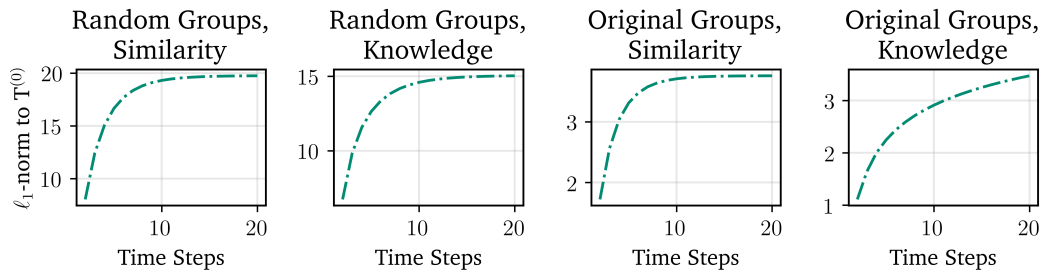 Random Groups,
Similarity
Random Groups,
Knowledge
Original Groups,
Similarity
Original Groups,
Knowledge
ℓ₁-norm to T⁽⁰⁾
20
15
10
10
20
Time Steps
15
10
10
20
Time Steps
3
2
10
20
Time Steps
3
2
1
10
20
Time Steps